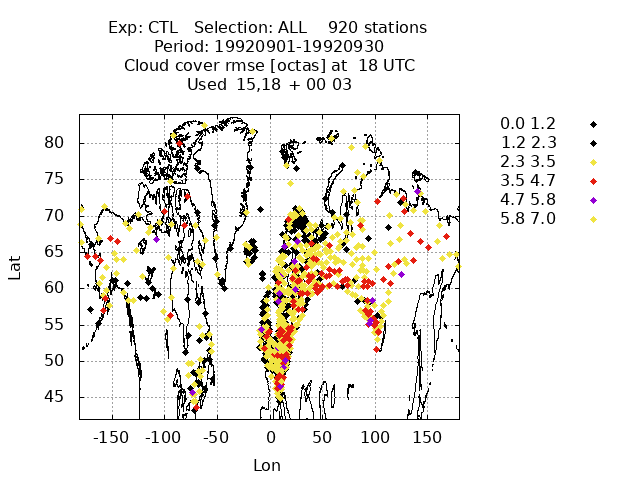 Exp: CTL Selection: ALL 920 stations
Period: 19920901-19920930
Cloud cover rmse [octas] at 18 UTC
Used 15,18 + 00 03
0.0 1.2
1.2 2.3
2.3 3.5
3.5 4.7
4.7 5.8
5.8 7.0
80
75
70
65
60
55
50
45
Lat
-150 -100 -50 0 50 100 150
Lon